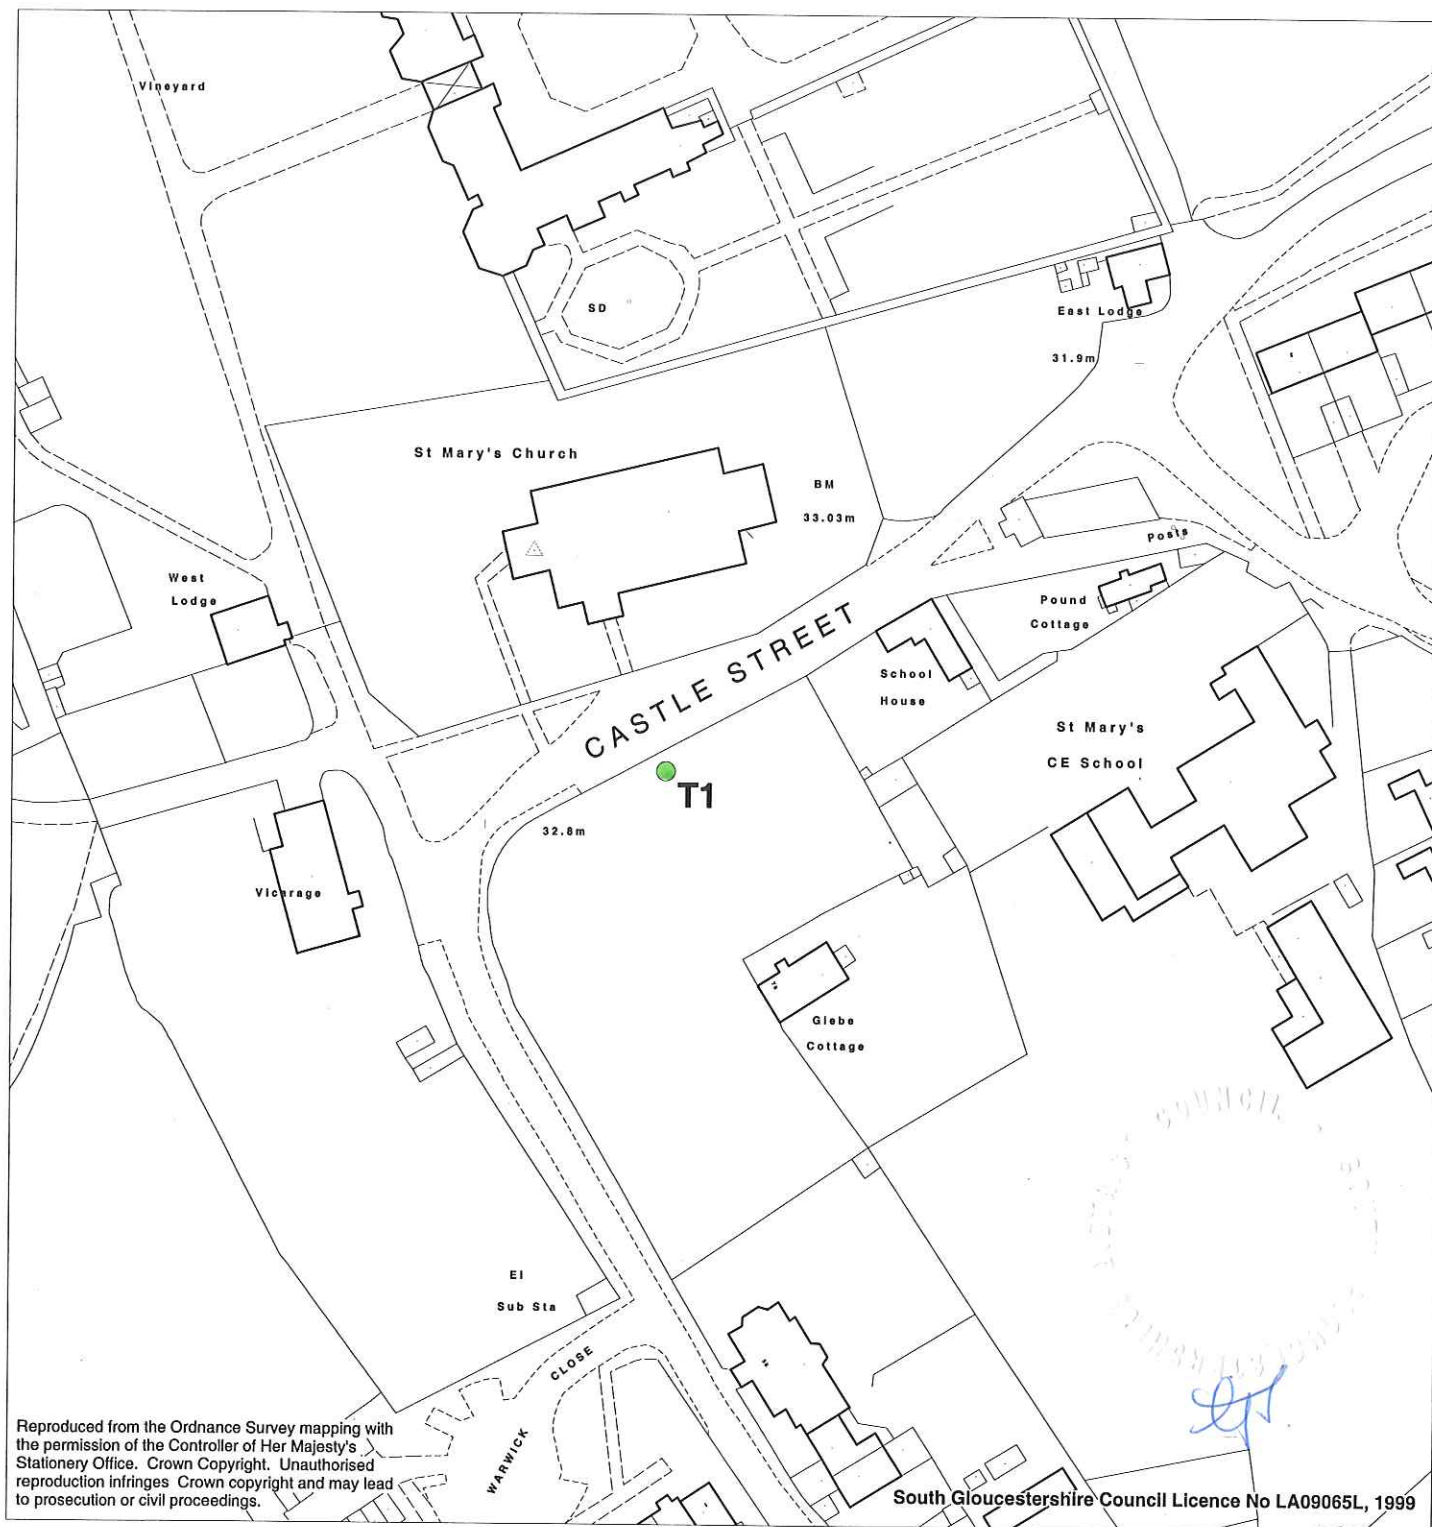 Vineyard
SD
East Lodge
31.9m
St Mary's Church
BM
33.03m
Posts
West
Lodge
Pound
Cottage
CASTLE STREET
School
House
St Mary's
CE School
T1
32.8m
Vicarage
Glebe
Cottage
COUNCIL
El
Sub Sta
WARWICK CLOSE
Reproduced from the Ordnance Survey mapping with
the permission of the Controller of Her Majesty's
Stationery Office. Crown Copyright. Unauthorised
reproduction infringes Crown copyright and may lead
to prosecution or civil proceedings.
South Gloucestershire Council Licence No LA09065L, 1999